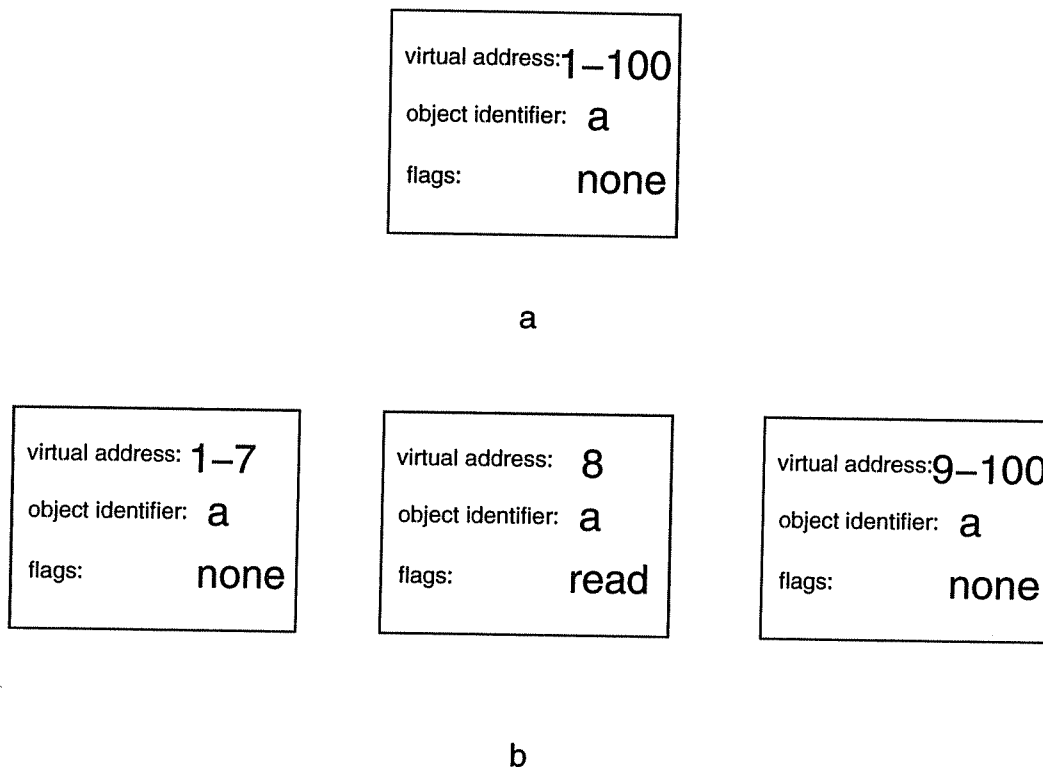 virtual address: 1–100
object identifier: a
flags: none
a
virtual address: 1–7
object identifier: a
flags: none
virtual address: 8
object identifier: a
flags: read
virtual address: 9–100
object identifier: a
flags: none
b